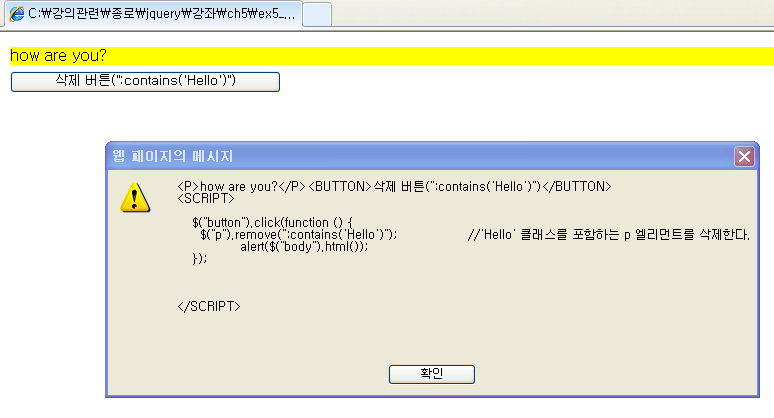 C:₩강의관련₩종로₩jquery₩강좌₩ch5₩ex5_...
how are you?
삭제 버튼(":contains('Hello')")
웹 페이지의 메시지
<P>how are you?</P><BUTTON>삭제 버튼(":contains('Hello')")</BUTTON>
<SCRIPT>
$("button").click(function () {
$("p").remove(":contains('Hello')"); //'Hello' 클래스를 포함하는 p 엘리먼트를 삭제한다.
alert($("body").html());
});
</SCRIPT>
확인